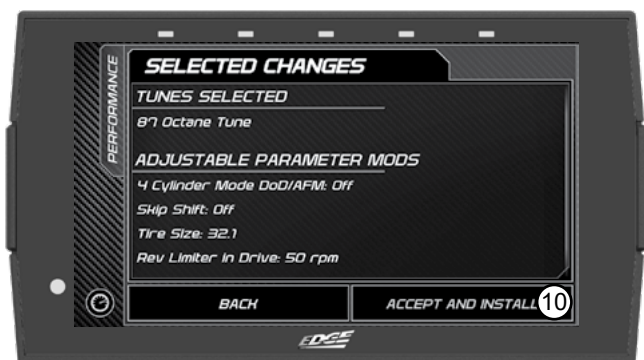 PERFORMANCE
SELECTED CHANGES
TUNES SELECTED
87 Octane Tune
ADJUSTABLE PARAMETER MODS
4 Cylinder Mode DoD/AFM: Off
Skip Shift: Off
Tire Size: 32.1
Rev Limiter in Drive: 50 rpm
BACK
ACCEPT AND INSTALL 10
EDGE